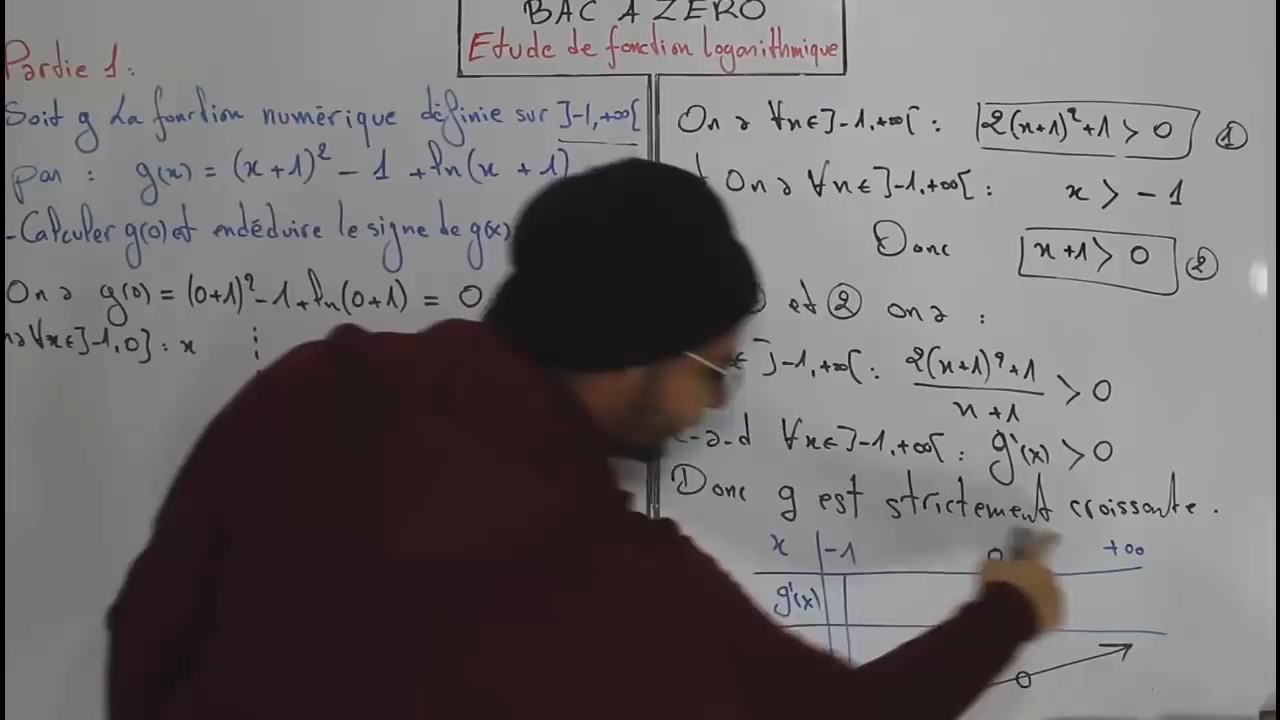 BAC A ZERO
Etude de fonction logarithmique
Partie 1:
Soit g la fonction numérique définie sur ]-1,+∞[
par : g(x) = (x+1)² - 1 + ln(x+1)
- Calculer g(0) et endéduire le signe de g(x)
On a g(0) = (0+1)² - 1 + ln(0+1) = 0
∀x∈]-1,0] : x
On a ∀x∈]-1,+∞[ : 2(x+1)²+1 > 0 ①
On a ∀x∈]-1,+∞[ : x > -1
Donc x+1 > 0 ②
et ② on a :
]-1,+∞[ : 2(x+1)²+1 / x+1 > 0
-a-d ∀x∈]-1,+∞[ : g'(x) > 0
Donc g est strictement croissante.
x -1 0 +∞
g'(x)
0